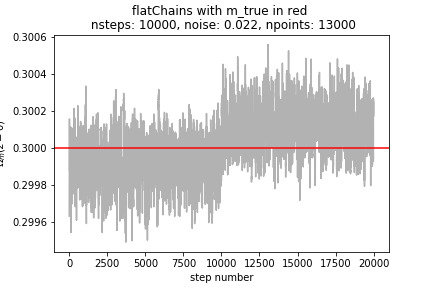 flatChains with m_true in red
nsteps: 10000, noise: 0.022, npoints: 13000
0.3006
0.3004
0.3002
0.3000
0.2998
0.2996
0 2500 5000 7500 10000 12500 15000 17500 20000
step number